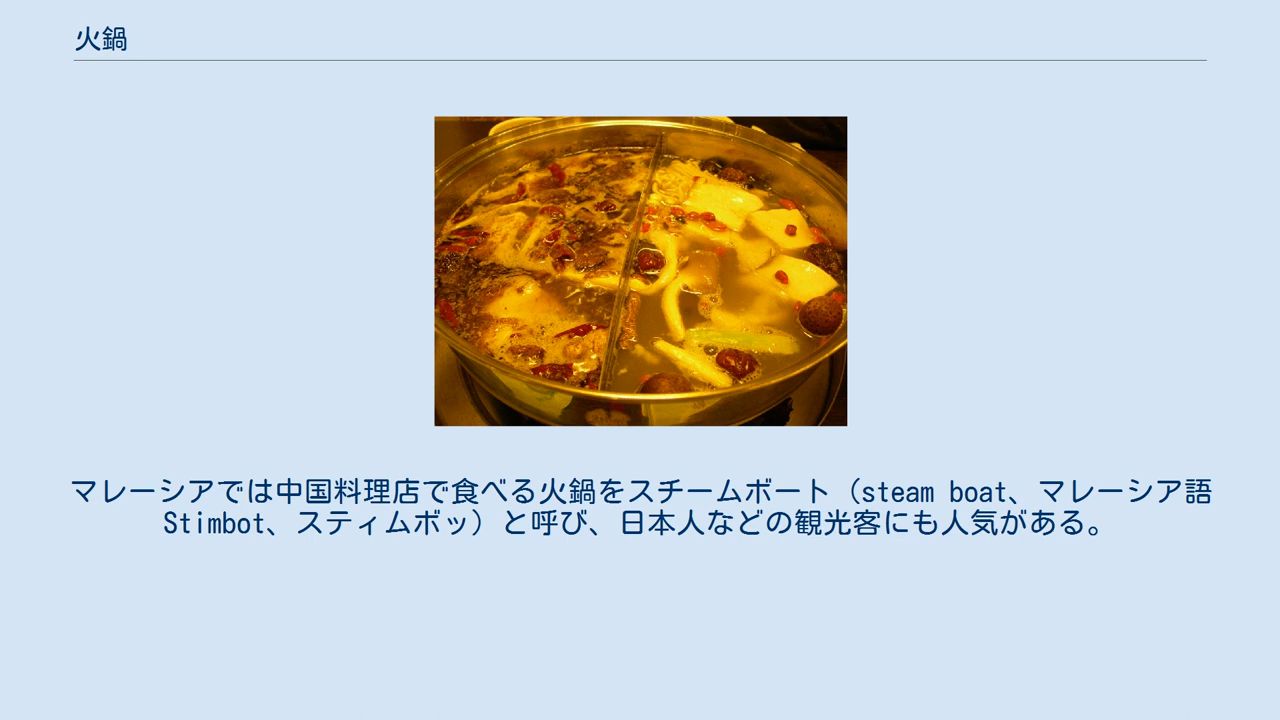 火鍋
マレーシアでは中国料理店で食べる火鍋をスチームボート（steam boat、マレーシア語
Stimbot、スティムボッ）と呼び、日本人などの観光客にも人気がある。